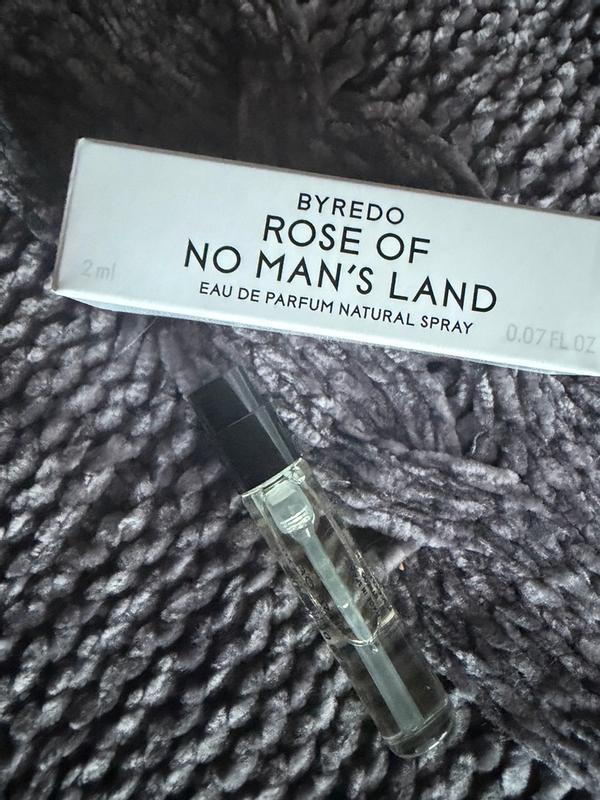 BYREDO
ROSE OF
NO MAN'S LAND
EAU DE PARFUM NATURAL SPRAY
2 ml
0.07 FL OZ